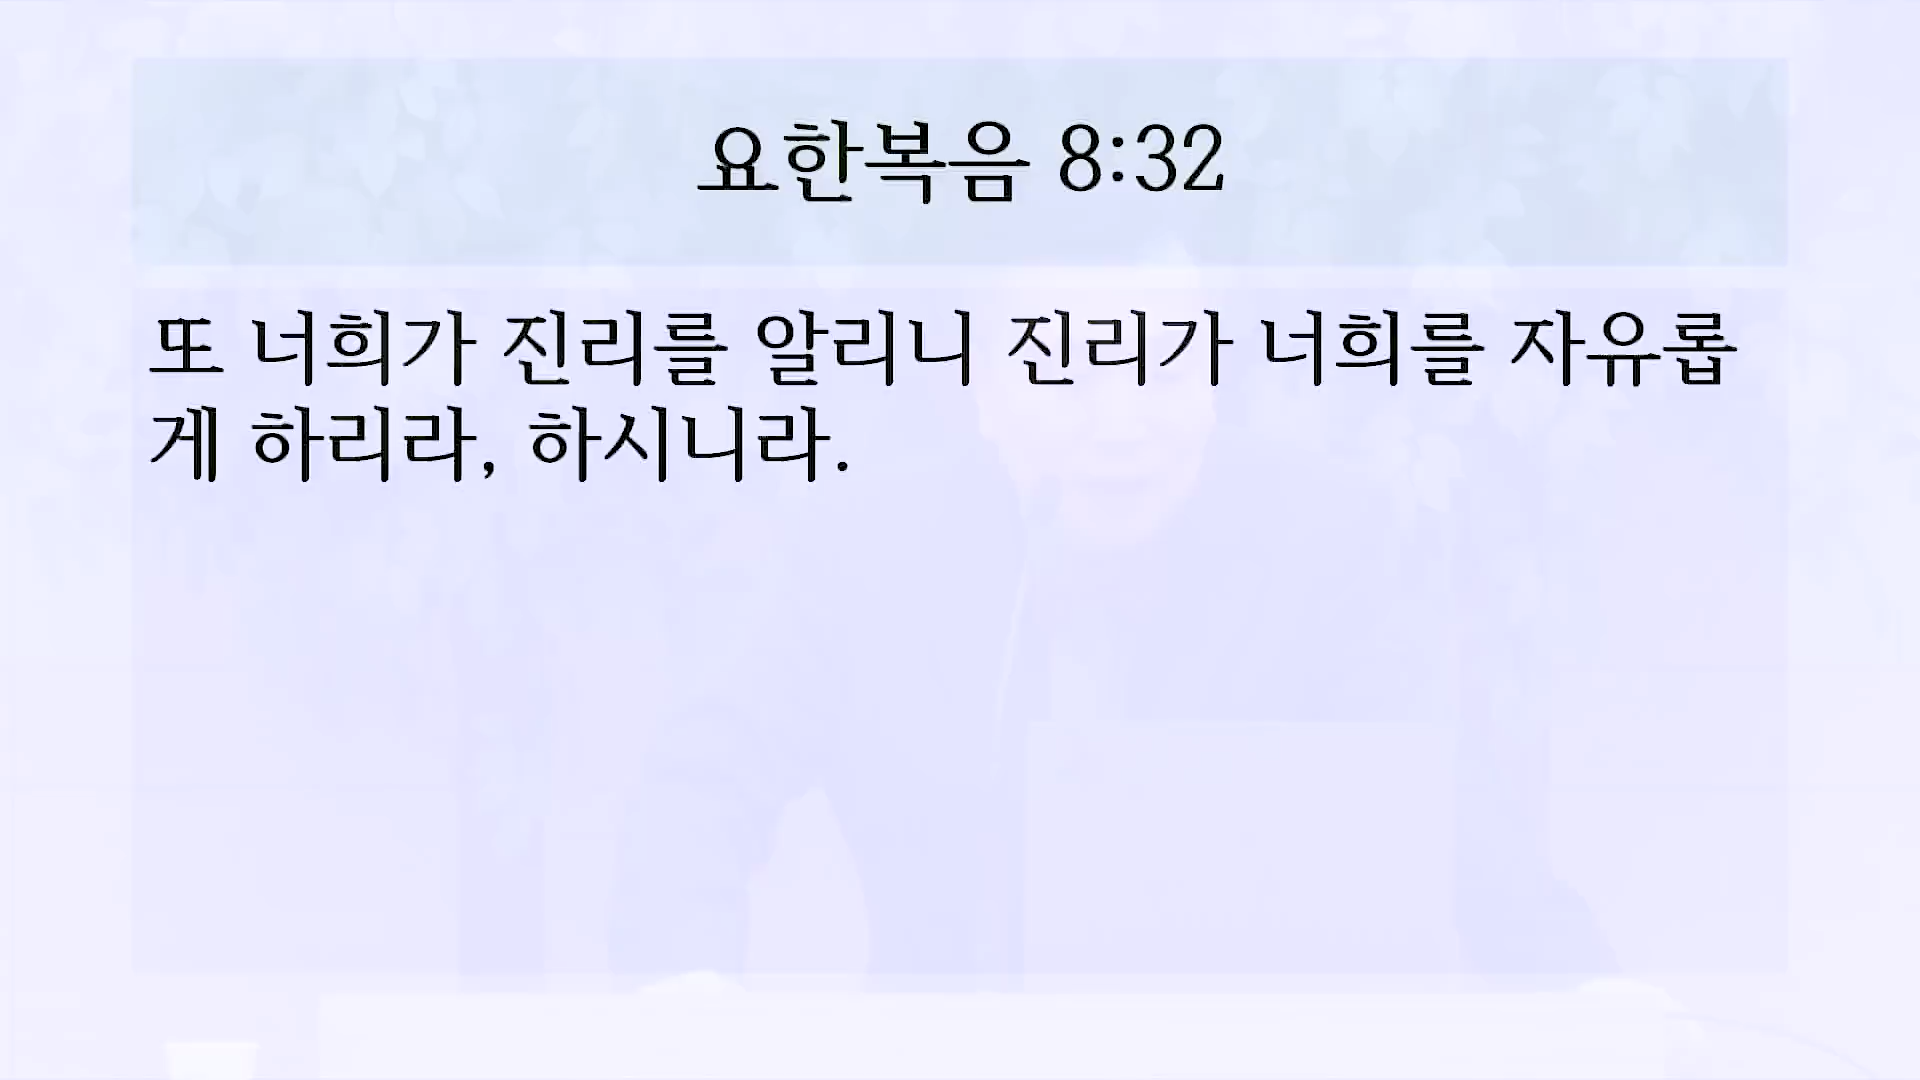 요한복음 8:32
또 너희가 진리를 알리니 진리가 너희를 자유롭
게 하리라, 하시니라.